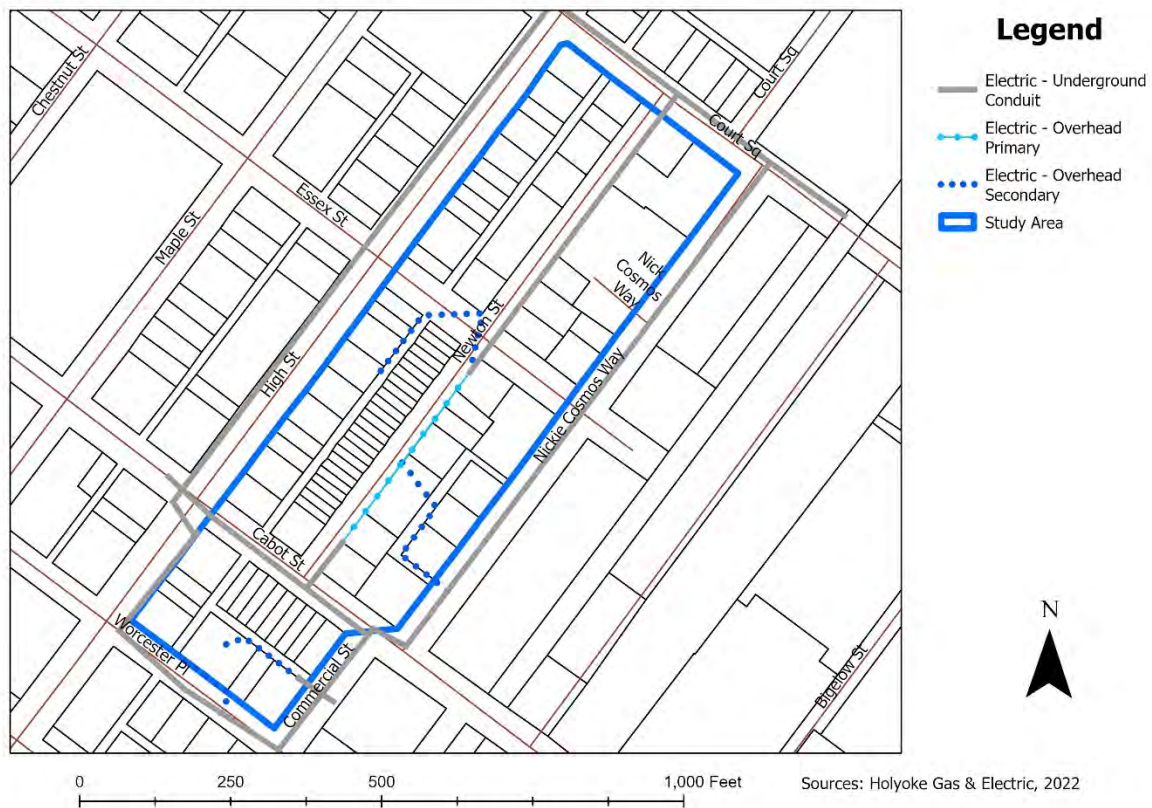 Legend
Electric - Underground
Conduit
Electric - Overhead
Primary
Electric - Overhead
Secondary
Study Area
Chestnut St
Court Sq
Court Sq
Essex St
Maple St
Nick
Cosmos
Way
Newton St
High St
Nickie Cosmos Way
Cabot St
Worcester Pl
Commercial St
Bigelow St
N
0 250 500 1,000 Feet
Sources: Holyoke Gas & Electric, 2022